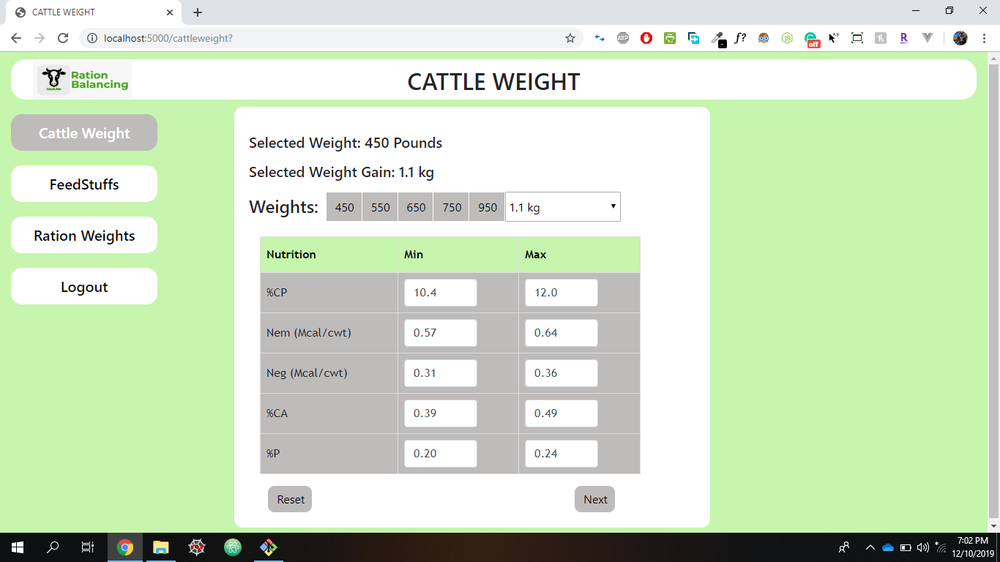 CATTLE WEIGHT
localhost:5000/cattleweight?
ABP
f?
off
R
R
Ration
Balancing
CATTLE WEIGHT
Cattle Weight
FeedStuffs
Ration Weights
Logout
Selected Weight: 450 Pounds
Selected Weight Gain: 1.1 kg
Weights: 450 550 650 750 950 1.1 kg
Nutrition Min Max
%CP 10.4 12.0
Nem (Mcal/cwt) 0.57 0.64
Neg (Mcal/cwt) 0.31 0.36
%CA 0.39 0.49
%P 0.20 0.24
Reset Next
7:02 PM
12/10/2019